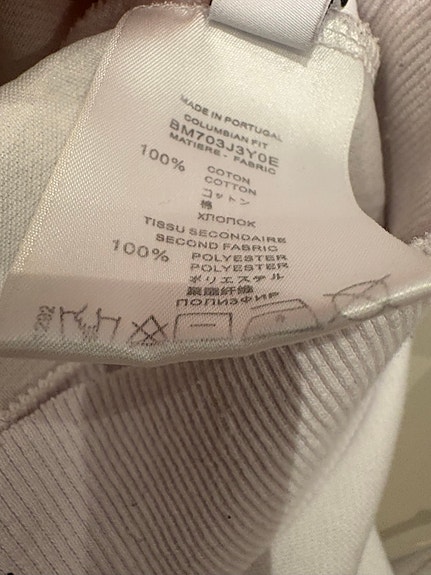 MADE IN PORTUGAL
COLUMBIAN FIT
BM703J3Y0E
MATIERE - FABRIC
100% COTON
COTTON
コットン
棉
ХЛОПОК
TISSU SECONDAIRE
SECOND FABRIC
100% POLYESTER
POLYESTER
ポリエステル
聚酯纤维
ПОЛИЭФИР